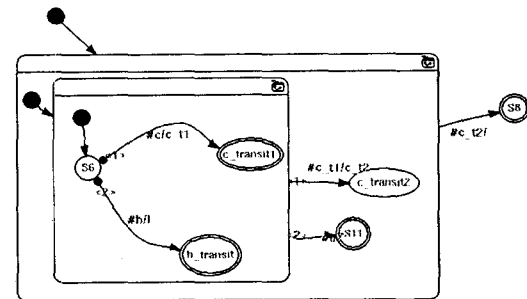 S8
#c_t2/
#c/c_t1
c_transit1
<1>
S6
#c_t1/c_t2
c_transit2
<2>
#b/l
S11
b_transit